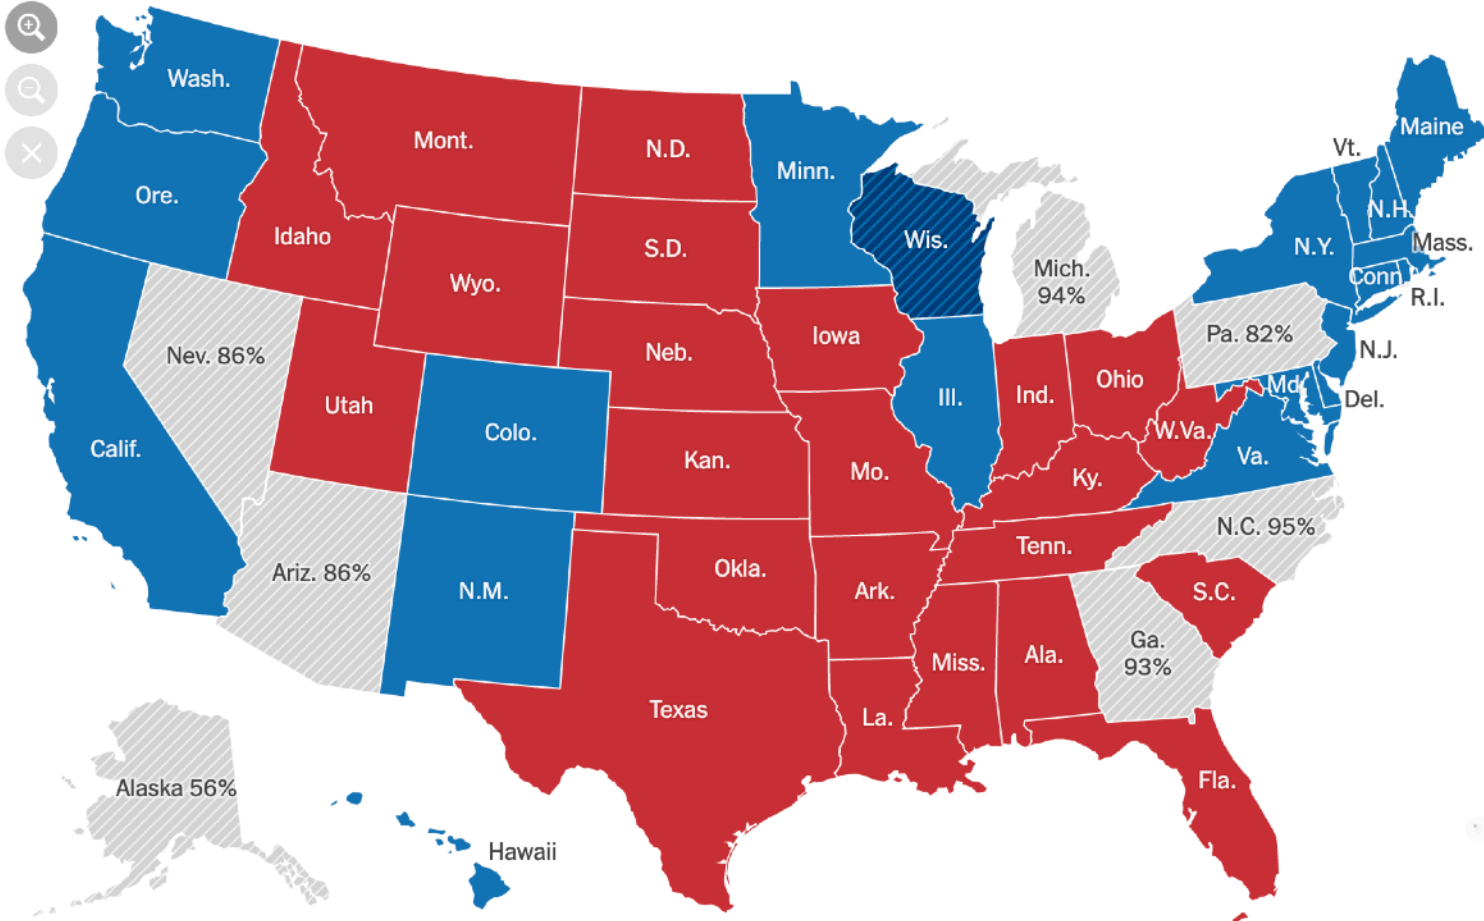 Wash.
Ore.
Calif.
Nev. 86%
Idaho
Mont.
Wyo.
Utah
Colo.
Ariz. 86%
N.M.
N.D.
S.D.
Neb.
Kan.
Okla.
Texas
Minn.
Iowa
Mo.
Ark.
La.
Wis.
Ill.
Mich.
94%
Ind.
Ohio
Ky.
Tenn.
Miss.
Ala.
Ga.
93%
Fla.
S.C.
N.C. 95%
Va.
W.Va.
Pa. 82%
Md.
Del.
N.J.
N.Y.
Conn.
R.I.
Mass.
Vt.
N.H.
Maine
Alaska 56%
Hawaii